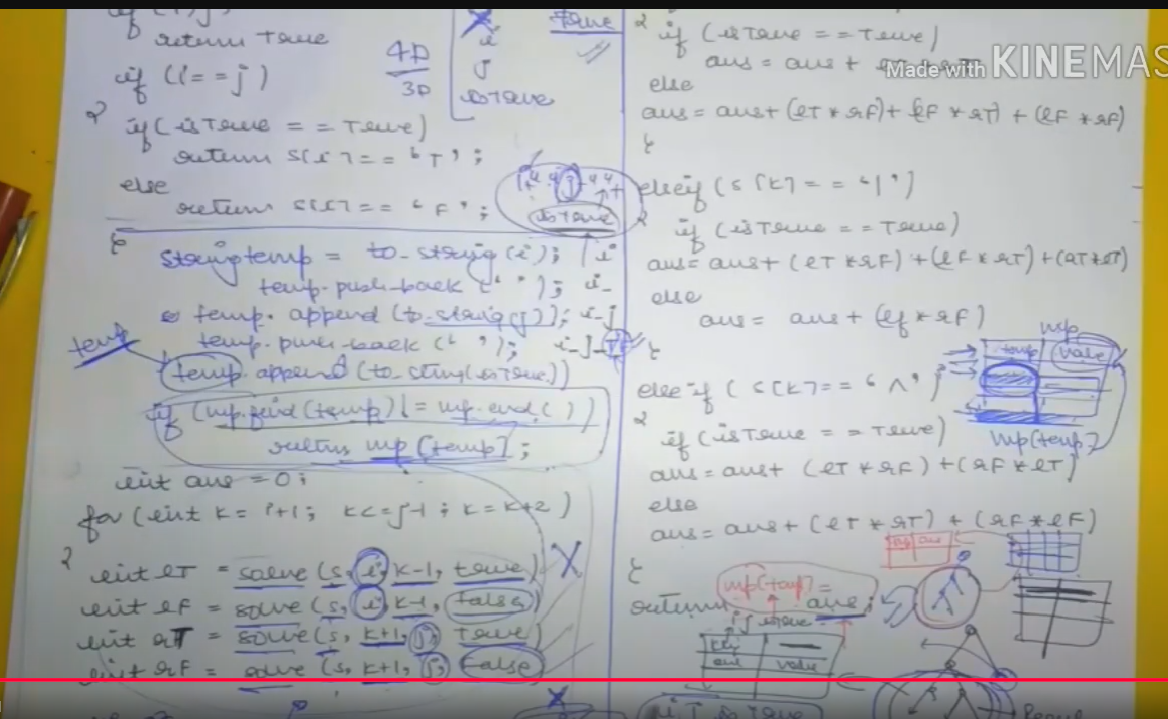 return true
if (i==j)
{
if (isTrue == True)
return s[i] == 'T';
else
return s[i] == 'F';
}
4D
3D
i
j
isTrue
true
isTrue
string temp = to_string(i);
temp.push_back(' ');
temp.append(to_string(j));
temp.push_back(' ');
temp.append(to_string(isTrue))
temp
i
i_
i_j
if (mp.find(temp) != mp.end())
return mp[temp];
int ans = 0;
for (int k = i+1; k<=j-1; k=k+2)
{
int lT = solve(s, i, k-1, true)
int lF = solve(s, i, k-1, false)
int rT = solve(s, k+1, j, True)
int rF = solve(s, k+1, j, False)
{
if (isTrue == True)
ans = ans +
Made with KINEMAS
else
ans = ans + (lT * rF) + (lF * rT) + (lF * rF)
}
else if (s[k] == '|')
{
if (isTrue == True)
ans = ans + (lT * rF) + (lF * rT) + (rT * lT)
else
ans = ans + (lf * rF)
}
mp
temp value
mp[temp]
else if (s[k] == '^')
{
if (isTrue == True)
ans = ans + (lT * rF) + (rF * lT)
else
ans = ans + (lT * rT) + (rF * lF)
}
mp[temp] =
return ans;
value